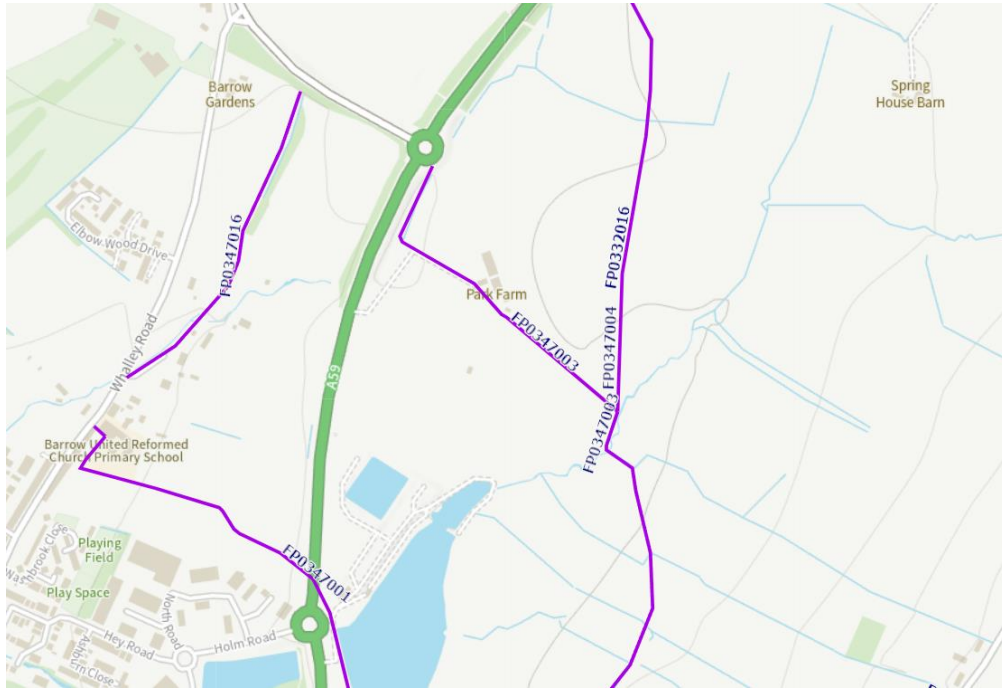 Barrow
Gardens
Spring
House Barn
Elbow Wood Drive
FP0347016
FP0332016
Park Farm
FP0347004
FP0347003
Whalley Road
A59
FP0347003
Barrow United Reformed
Church Primary School
Playing
Field
Play Space
North Road
FP0347001
Holm Road
Hey Road